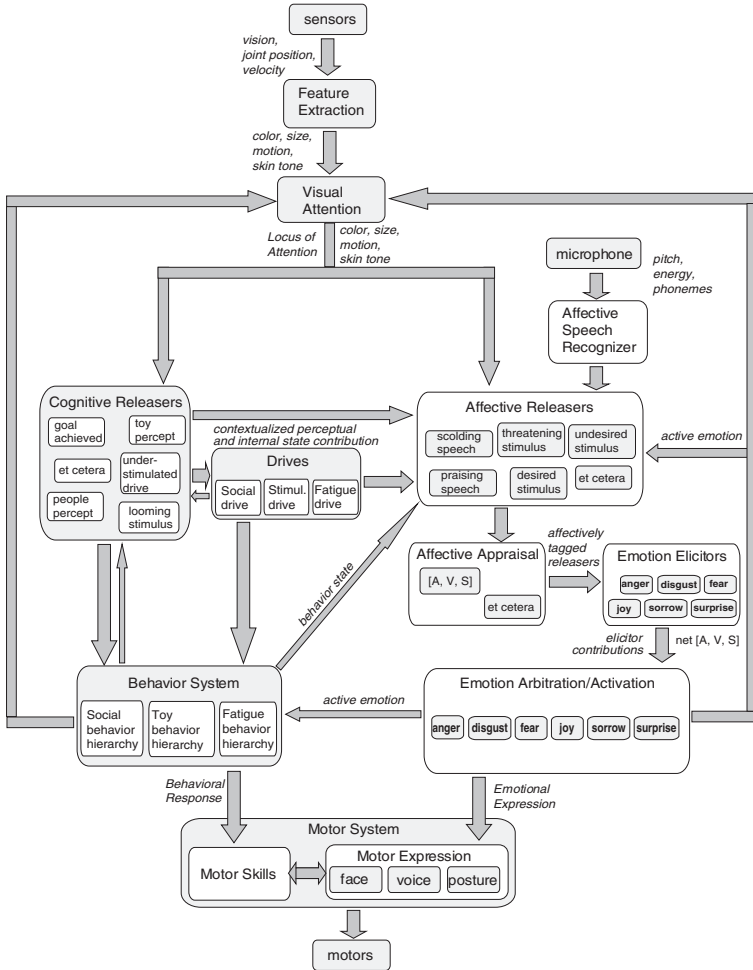 sensors
vision,
joint position,
velocity
Feature
Extraction
color, size,
motion,
skin tone
Visual
Attention
Locus of
Attention
color, size,
motion,
skin tone
microphone
pitch,
energy,
phonemes
Affective
Speech
Recognizer
Cognitive Releasers
goal
achieved
toy
percept
et cetera
under-
stimulated
drive
people
percept
looming
stimulus
contextualized perceptual
and internal state contribution
Drives
Social
drive
Stimul.
drive
Fatigue
drive
Affective Releasers
scolding
speech
threatening
stimulus
undesired
stimulus
praising
speech
desired
stimulus
et cetera
active emotion
Affective Appraisal
[A, V, S]
et cetera
affectively
tagged
releasers
Emotion Elicitors
anger
disgust
fear
joy
sorrow
surprise
behavior state
elicitor
contributions
net [A, V, S]
Behavior System
Social
behavior
hierarchy
Toy
behavior
hierarchy
Fatigue
behavior
hierarchy
active emotion
Emotion Arbitration/Activation
anger
disgust
fear
joy
sorrow
surprise
Behavioral
Response
Emotional
Expression
Motor System
Motor Skills
Motor Expression
face
voice
posture
motors